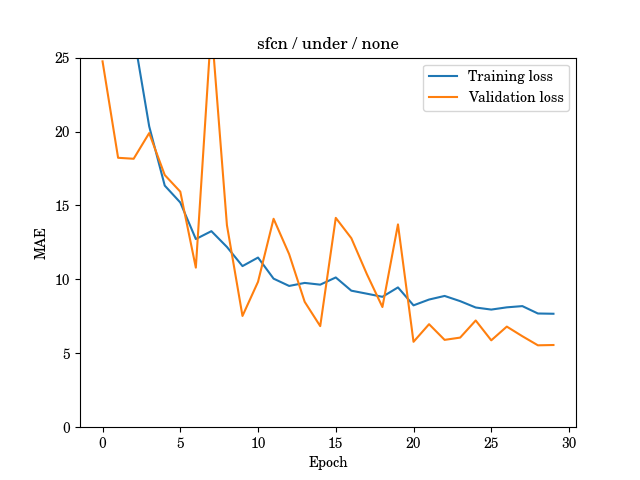 sfcn / under / none
25
20
15
10
5
0
MAE
Training loss
Validation loss
0 5 10 15 20 25 30
Epoch